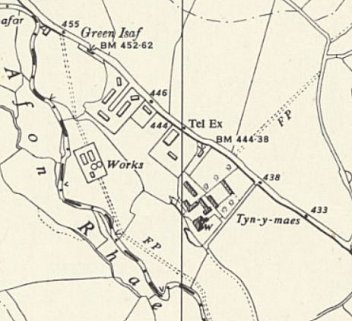 afar
455
Green Isaf
BM 452·62
446
444
Tel Ex
BM 444·38
FP
Works
438
433
Tyn-y-maes
W
FP
Afon Rhae